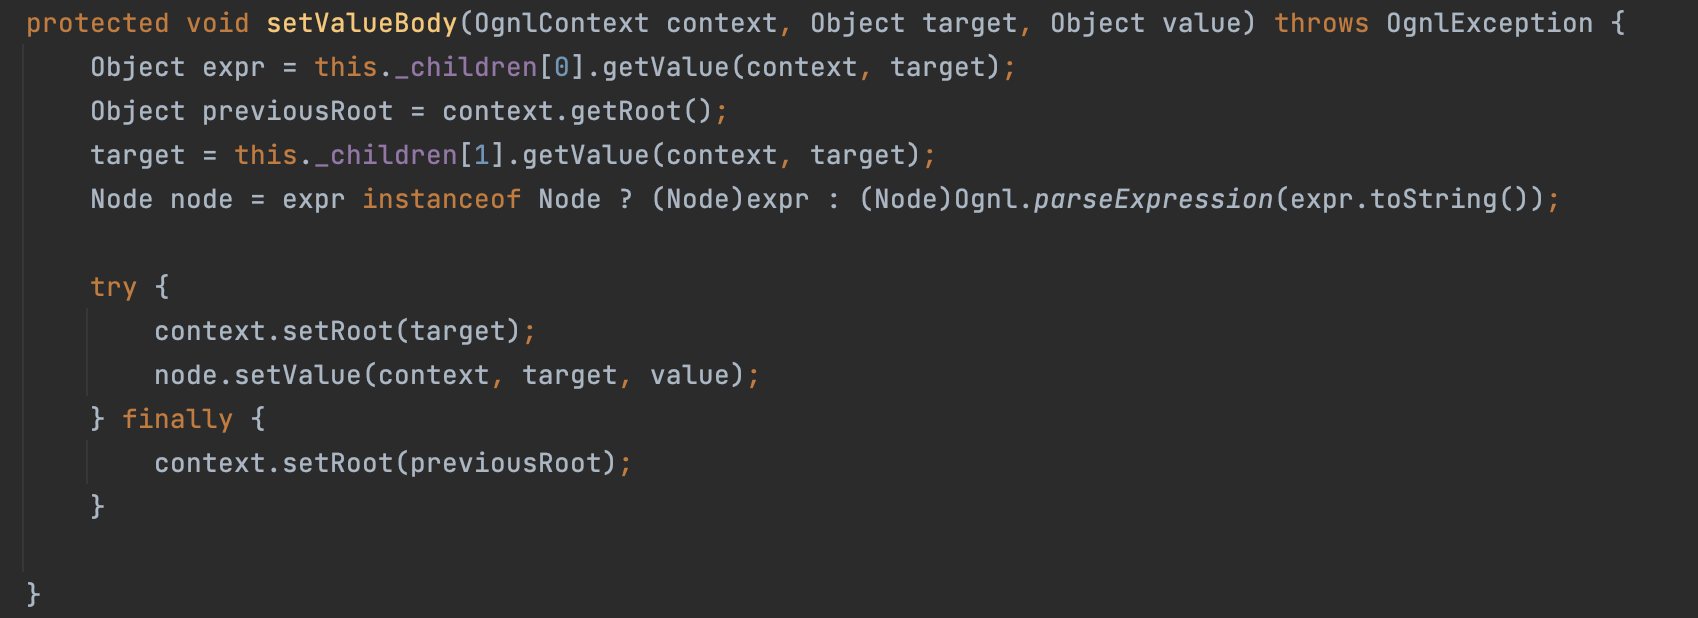 protected void setValueBody(OgnlContext context, Object target, Object value) throws OgnlException {
    Object expr = this._children[0].getValue(context, target);
    Object previousRoot = context.getRoot();
    target = this._children[1].getValue(context, target);
    Node node = expr instanceof Node ? (Node)expr : (Node)Ognl.parseExpression(expr.toString());

    try {
        context.setRoot(target);
        node.setValue(context, target, value);
    } finally {
        context.setRoot(previousRoot);
    }

}